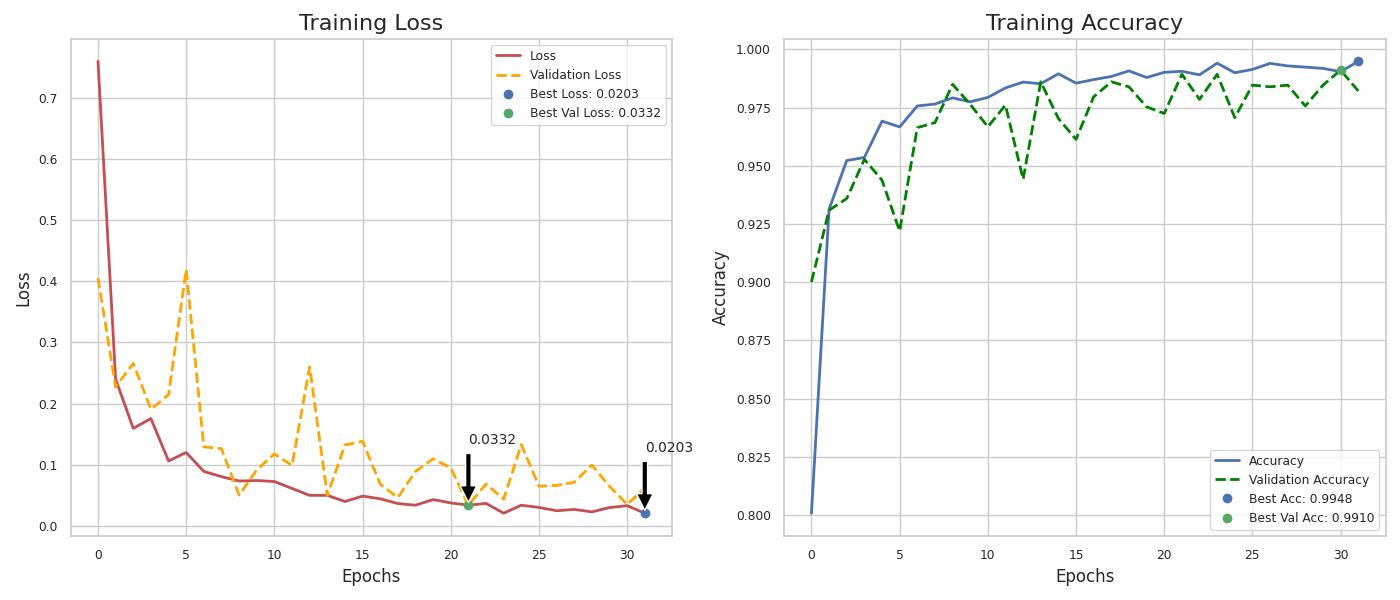 Training Loss
Loss
Validation Loss
Best Loss: 0.0203
Best Val Loss: 0.0332
0.7
0.6
0.5
0.4
0.3
0.2
0.1
0.0
Loss
0.0332
0.0203
0
5
10
15
20
25
30
Epochs
Training Accuracy
1.000
0.975
0.950
0.925
0.900
0.875
0.850
0.825
0.800
Accuracy
Accuracy
Validation Accuracy
Best Acc: 0.9948
Best Val Acc: 0.9910
0
5
10
15
20
25
30
Epochs